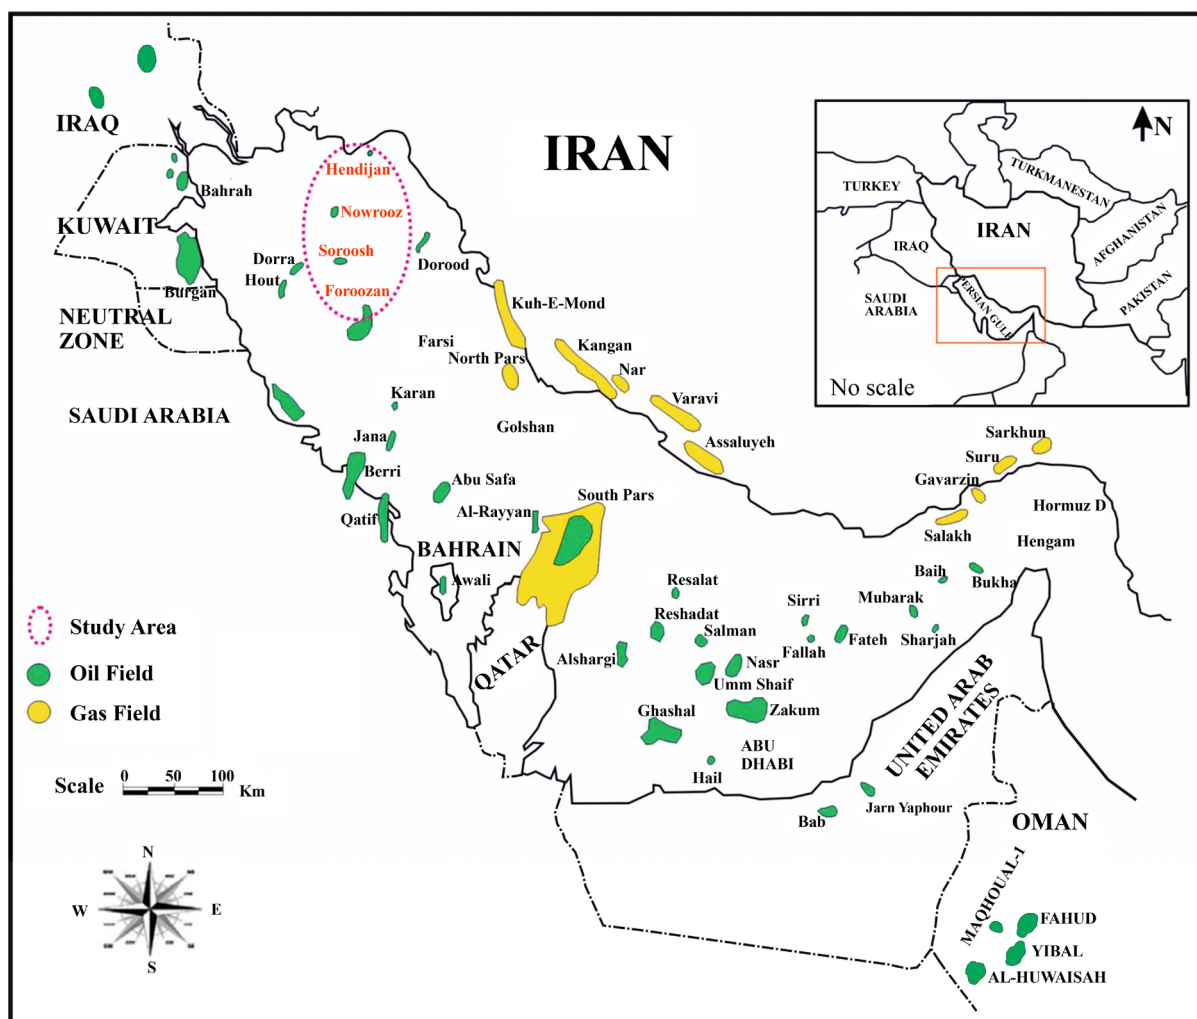 IRAN
IRAQ
Hendijan
Bahrah
Nowrooz
KUWAIT
Soroosh
Dorra
Dorood
Hout
Foroozan
Burgan
Kuh-E-Mond
NEUTRAL
ZONE
Farsi
Kangan
North Pars
Nar
Karan
Varavi
SAUDI ARABIA
Golshan
Jana
Assaluyeh
Berri
Sarkhun
Suru
Abu Safa
Gavarzin
South Pars
Hormuz D
Qatif
Al-Rayyan
Salakh
Hengam
BAHRAIN
Awali
Resalat
Baih
Bukha
Mubarak
Sirri
Reshadat
Salman
Fateh
Sharjah
Fallah
Alshargi
QATAR
Nasr
Umm Shaif
Ghashal
Zakum
UNITED ARAB
EMIRATES
ABU
DHABI
Hail
Jarn Yaphour
Bab
OMAN
MAQHOUAL-1
FAHUD
YIBAL
AL-HUWAISAH
N
TURKMANESTAN
TURKEY
IRAN
AFGHANISTAN
IRAQ
SAUDI
ARABIA
PERSIAN GULF
PAKISTAN
No scale
Study Area
Oil Field
Gas Field
Scale
0 50 100
Km
N
W E
S